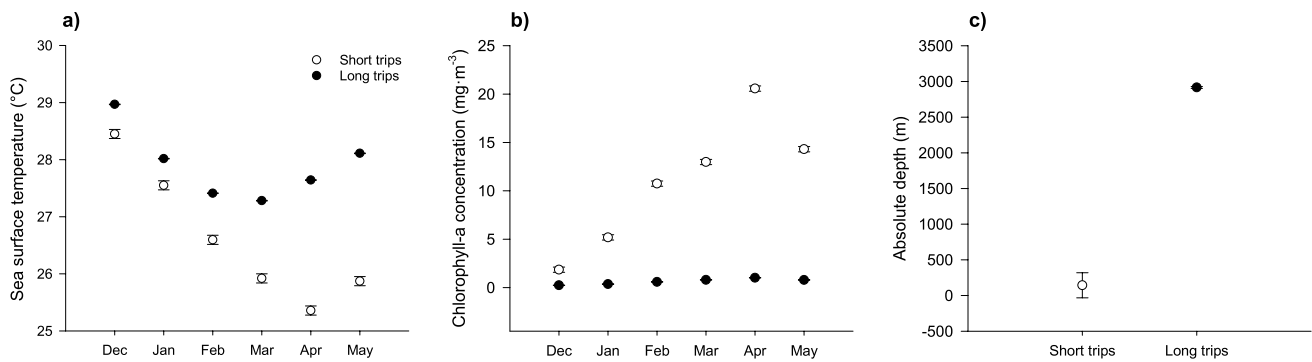 a)
Sea surface temperature (°C)
30
29
28
27
26
25
Short trips
Long trips
Dec Jan Feb Mar Apr May
b)
Chlorophyll-a concentration (mg·m-3)
25
20
15
10
5
0
Dec Jan Feb Mar Apr May
c)
Absolute depth (m)
3500
3000
2500
2000
1500
1000
500
0
-500
Short trips Long trips